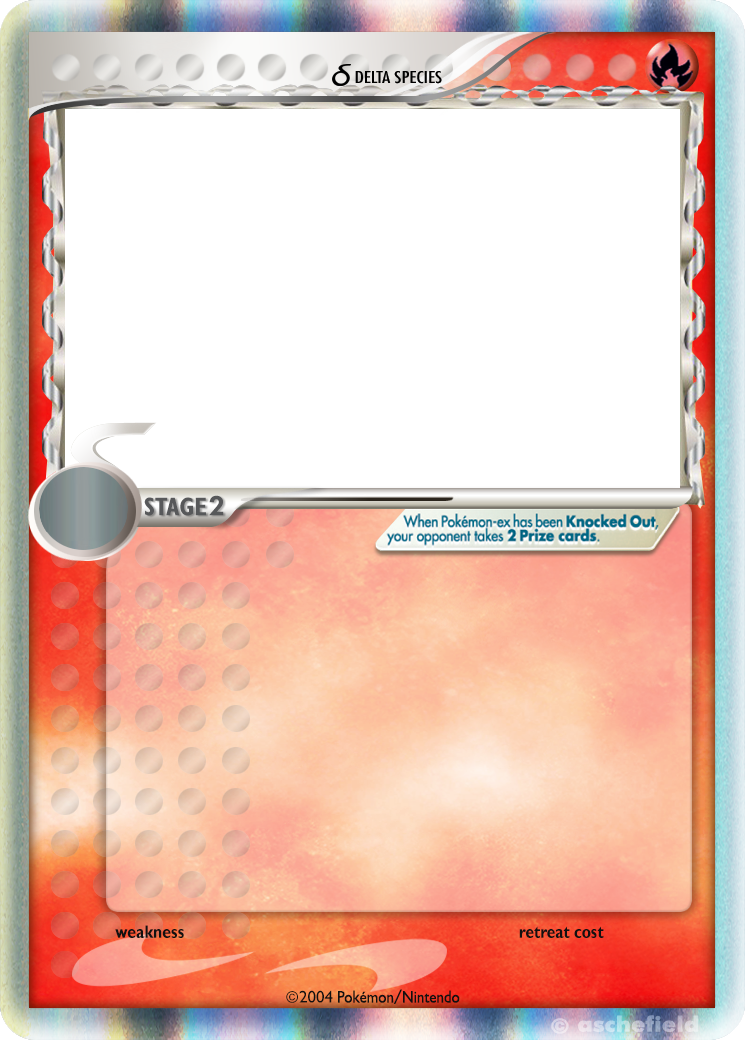 δ DELTA SPECIES
STAGE 2
When Pokémon-ex has been Knocked Out,
your opponent takes 2 Prize cards.
weakness retreat cost
©2004 Pokémon/Nintendo
© aschefield